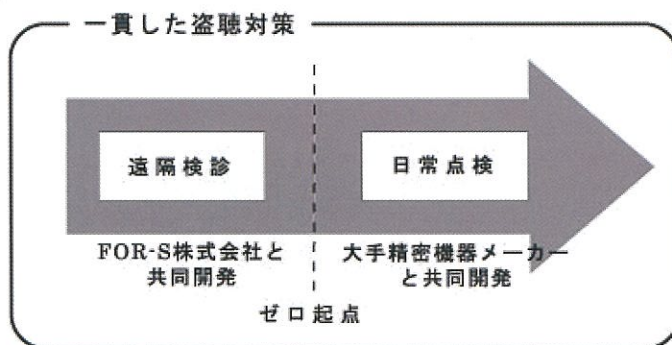 一貫した盗聴対策
遠隔検診
日常点検
FOR-S株式会社と
共同開発
大手精密機器メーカー
と共同開発
ゼロ起点